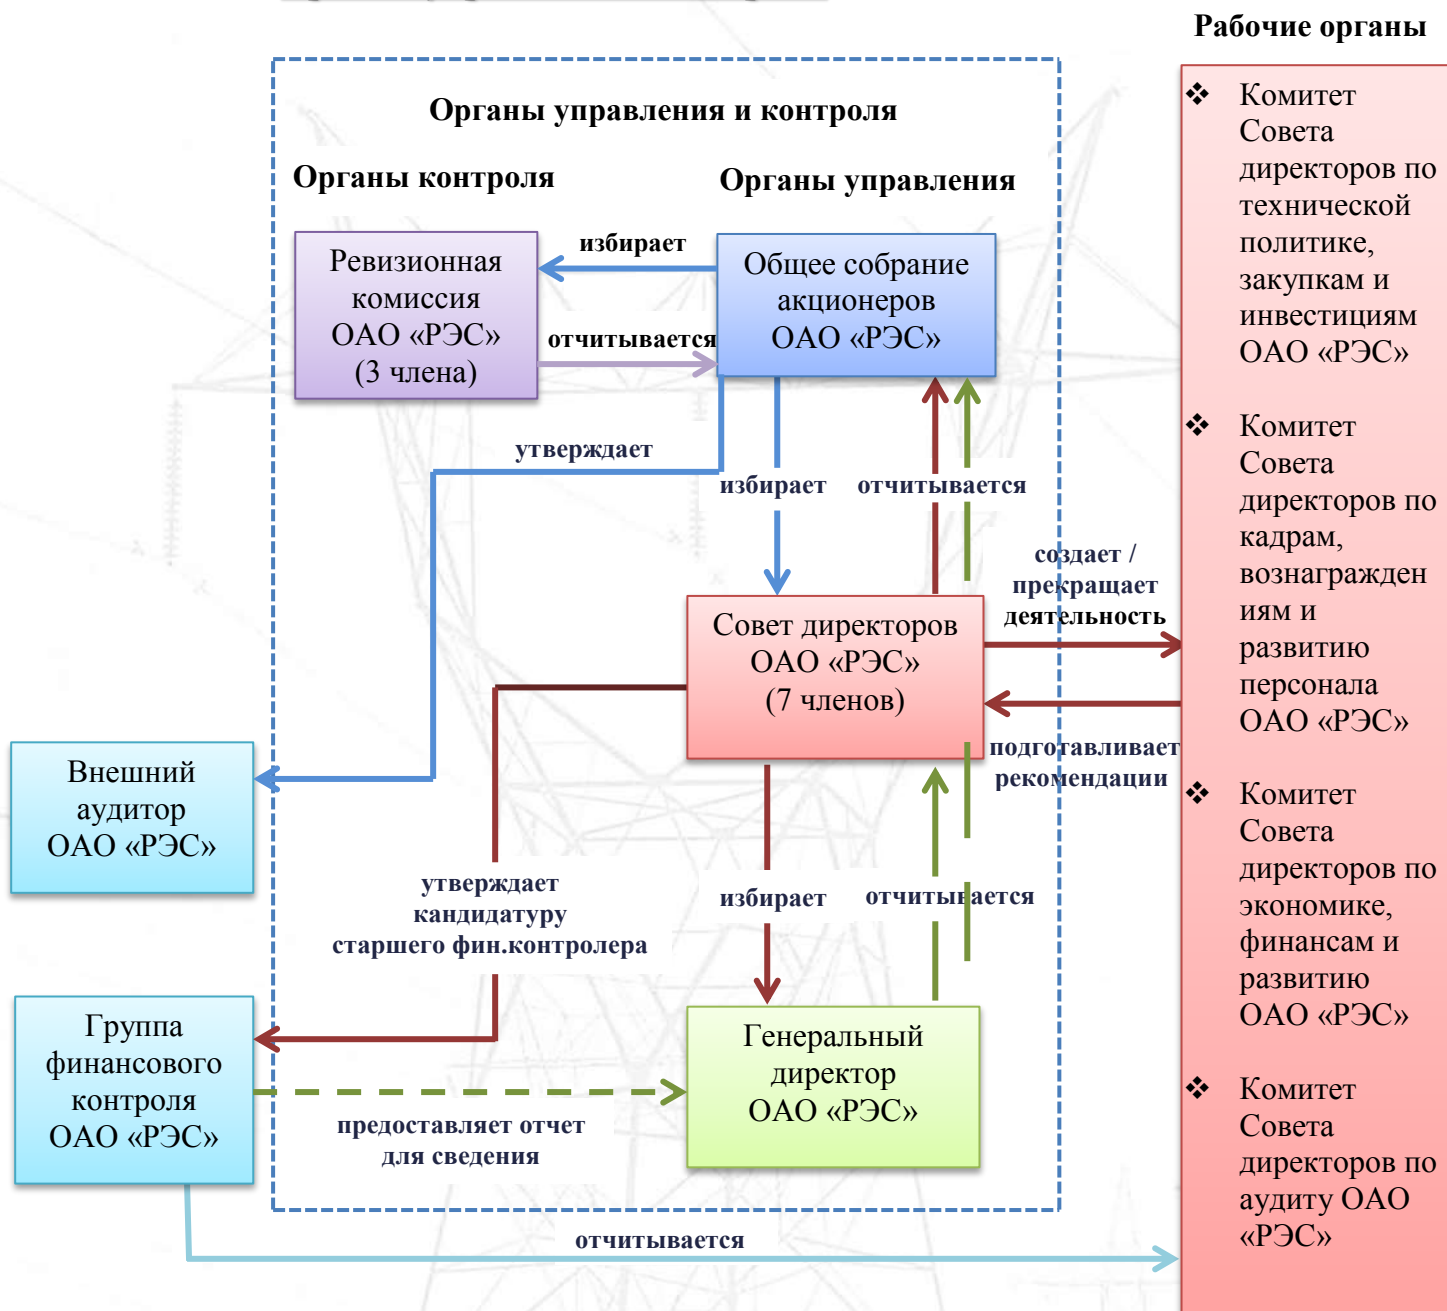 Рабочие органы
Органы управления и контроля
Органы контроля
Органы управления
Ревизионная
комиссия
ОАО «РЭС»
(3 члена)
избирает
отчитывается
Общее собрание
акционеров
ОАО «РЭС»
утверждает
избирает
отчитывается
создает /
прекращает
деятельность
Совет директоров
ОАО «РЭС»
(7 членов)
подготавливает
рекомендации
Внешний
аудитор
ОАО «РЭС»
утверждает
кандидатуру
старшего фин.контролера
избирает
отчитывается
Группа
финансового
контроля
ОАО «РЭС»
предоставляет отчет
для сведения
Генеральный
директор
ОАО «РЭС»
отчитывается
❖ Комитет
Совета
директоров по
технической
политике,
закупкам и
инвестициям
ОАО «РЭС»
❖ Комитет
Совета
директоров по
кадрам,
вознагражден
иям и
развитию
персонала
ОАО «РЭС»
❖ Комитет
Совета
директоров по
экономике,
финансам и
развитию
ОАО «РЭС»
❖ Комитет
Совета
директоров по
аудиту ОАО
«РЭС»